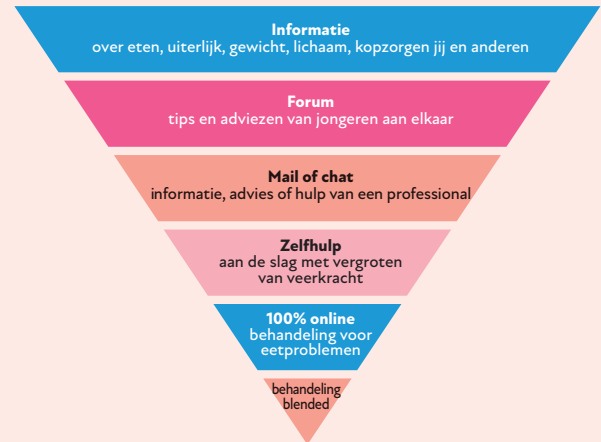 Informatie
over eten, uiterlijk, gewicht, lichaam, kopzorgen jij en anderen
Forum
tips en adviezen van jongeren aan elkaar
Mail of chat
informatie, advies of hulp van een professional
Zelfhulp
aan de slag met vergroten
van veerkracht
100% online
behandeling voor
eetproblemen
behandeling
blended